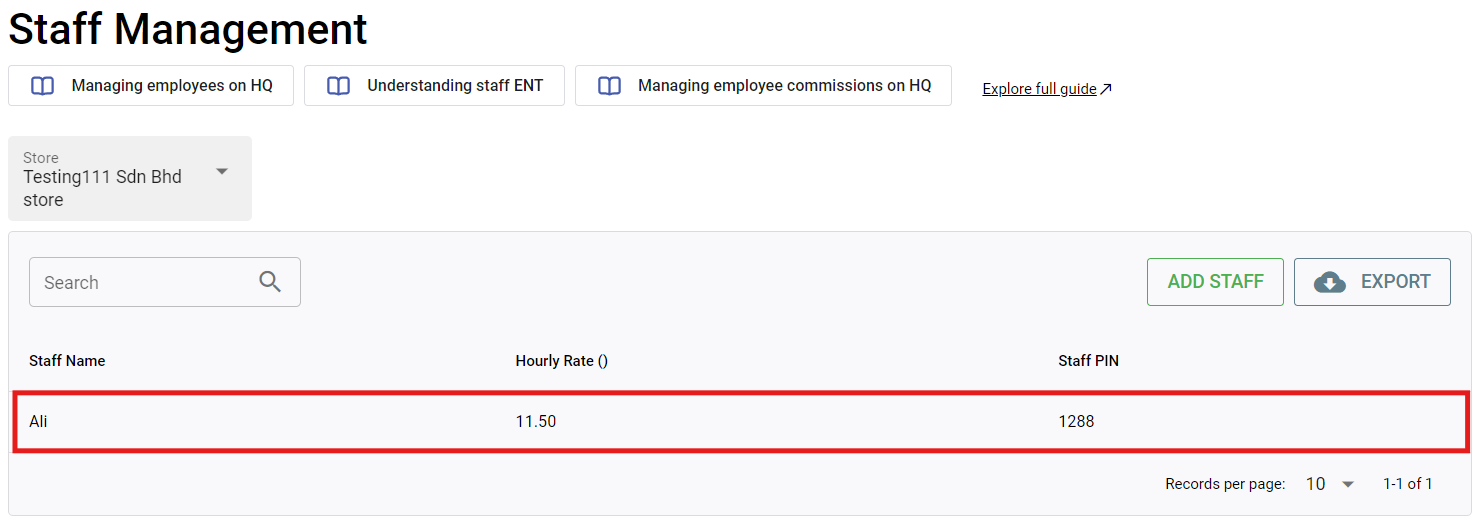 Staff Management
Managing employees on HQ Understanding staff ENT Managing employee commissions on HQ Explore full guide
Store
Testing111 Sdn Bhd
store
Search ADD STAFF EXPORT
Staff Name Hourly Rate () Staff PIN
Ali 11.50 1288
Records per page: 10 1-1 of 1